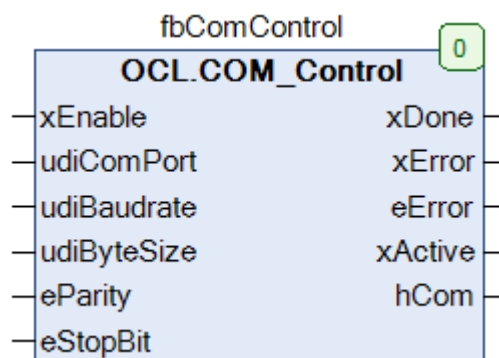 fbComControl
0
OCL.COM_Control
xEnable xDone
udiComPort xError
udiBaudrate eError
udiByteSize xActive
eParity hCom
eStopBit